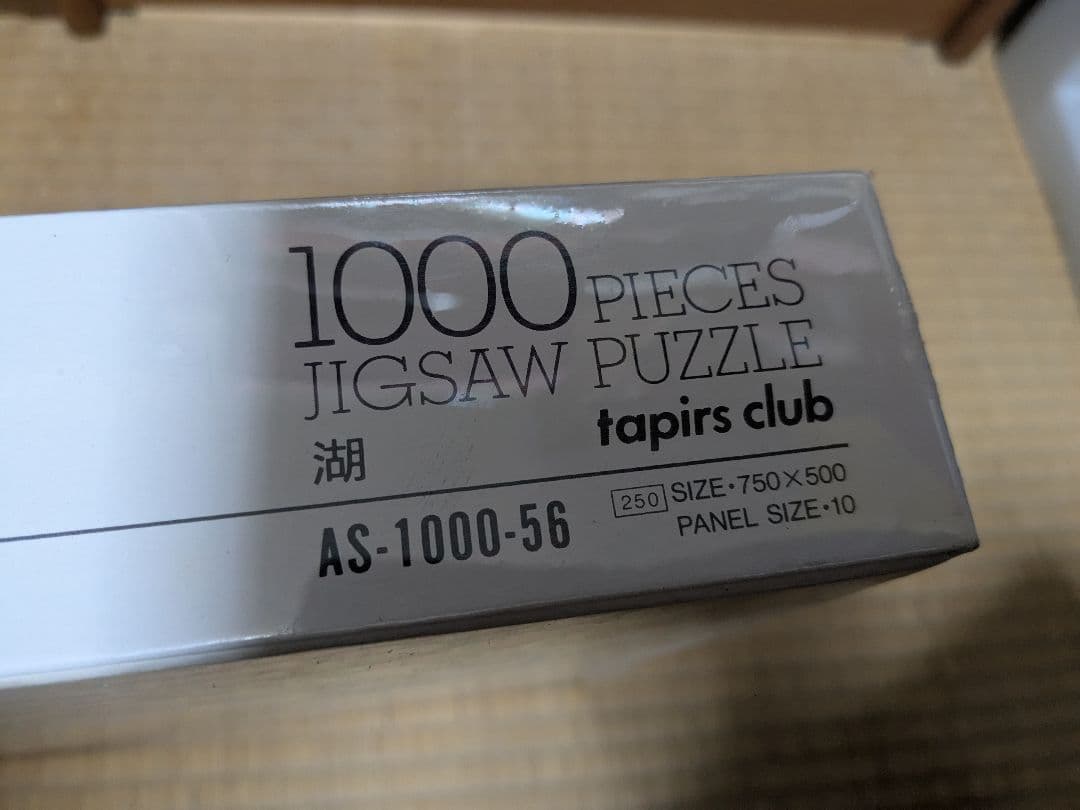 1000 PIECES
JIGSAW PUZZLE
湖 tapirs club
AS-1000-56
250 SIZE・750×500
PANEL SIZE・10